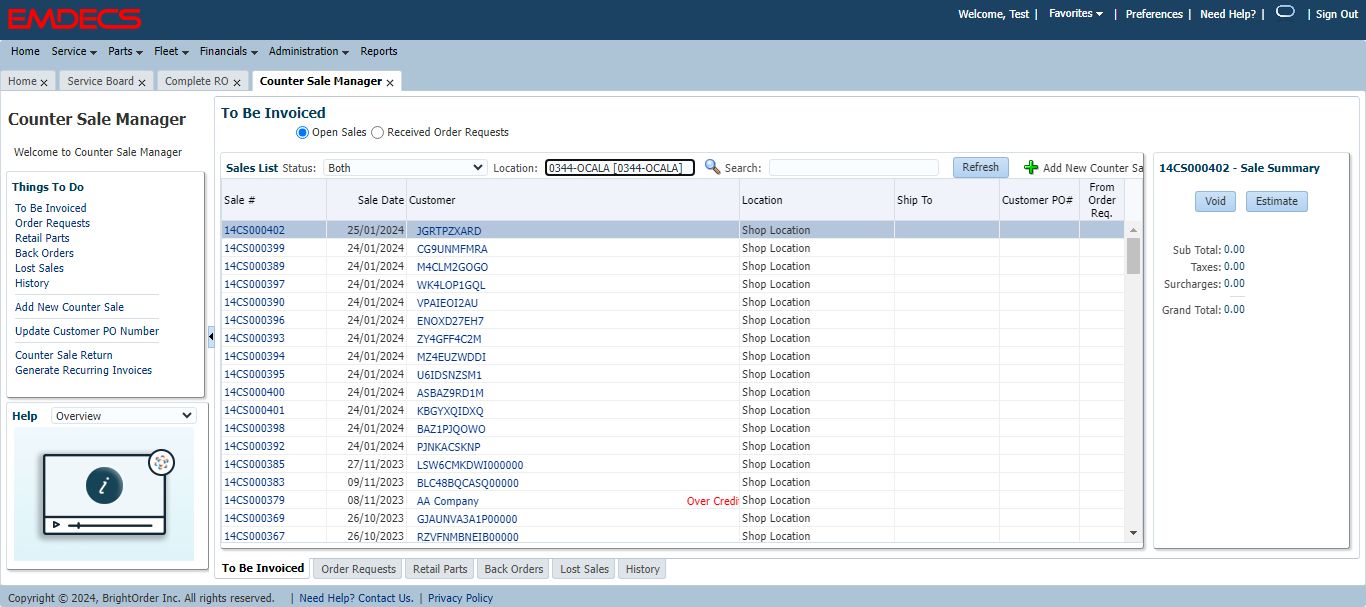 EMDECS
Welcome, Test | Favorites | Preferences | Need Help? | | Sign Out
Home Service Parts Fleet Financials Administration Reports
Home x Service Board x Complete RO x Counter Sale Manager x
Counter Sale Manager
Welcome to Counter Sale Manager
Things To Do
To Be Invoiced
Order Requests
Retail Parts
Back Orders
Lost Sales
History
Add New Counter Sale
Update Customer PO Number
Counter Sale Return
Generate Recurring Invoices
Help Overview
i
To Be Invoiced
Open Sales Received Order Requests
Sales List Status: Both Location: 0344-OCALA [0344-OCALA] Search: Refresh Add New Counter Sa
Sale # Sale Date Customer Location Ship To Customer PO# From Order Req.
14CS000402 25/01/2024 JGRTPZXARD Shop Location
14CS000399 24/01/2024 CG9UNMFMRA Shop Location
14CS000389 24/01/2024 M4CLM2GOGO Shop Location
14CS000397 24/01/2024 WK4LOP1GQL Shop Location
14CS000390 24/01/2024 VPAIEOI2AU Shop Location
14CS000396 24/01/2024 ENOXD27EH7 Shop Location
14CS000393 24/01/2024 ZY4GFF4C2M Shop Location
14CS000394 24/01/2024 MZ4EUZWDDI Shop Location
14CS000395 24/01/2024 U6IDSNZSM1 Shop Location
14CS000400 24/01/2024 ASBAZ9RD1M Shop Location
14CS000401 24/01/2024 KBGYXQIDXQ Shop Location
14CS000398 24/01/2024 BAZ1PJQOWO Shop Location
14CS000392 24/01/2024 PJNKACSKNP Shop Location
14CS000385 27/11/2023 LSW6CMKDWI000000 Shop Location
14CS000383 09/11/2023 BLC48BQCASQ00000 Shop Location
14CS000379 08/11/2023 AA Company Over Credit Shop Location
14CS000369 26/10/2023 GJAUNVA3A1P00000 Shop Location
14CS000367 26/10/2023 RZVFNMBNEIB00000 Shop Location
14CS000402 - Sale Summary
Void Estimate
Sub Total: 0.00
Taxes: 0.00
Surcharges: 0.00
Grand Total: 0.00
To Be Invoiced Order Requests Retail Parts Back Orders Lost Sales History
Copyright © 2024, BrightOrder Inc. All rights reserved. | Need Help? Contact Us. | Privacy Policy